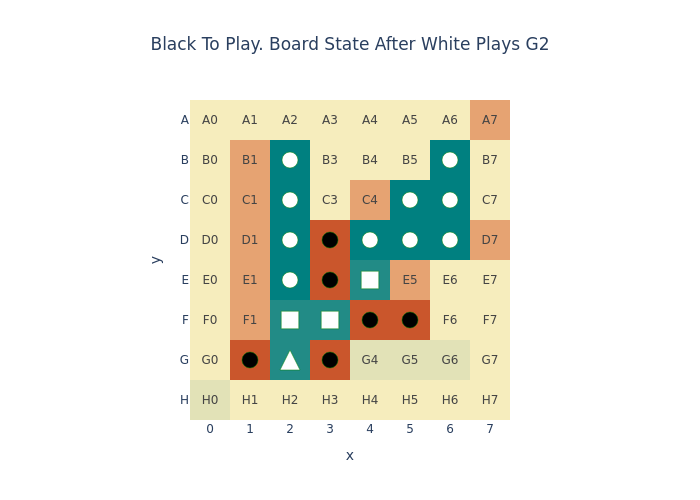 Black To Play. Board State After White Plays G2
A A0 A1 A2 A3 A4 A5 A6 A7
B B0 B1 B3 B4 B5 B7
C C0 C1 C3 C4 C7
D D0 D1 D7
y
E E0 E1 E5 E6 E7
F F0 F1 F6 F7
G G0 G4 G5 G6 G7
H H0 H1 H2 H3 H4 H5 H6 H7
0 1 2 3 4 5 6 7
x